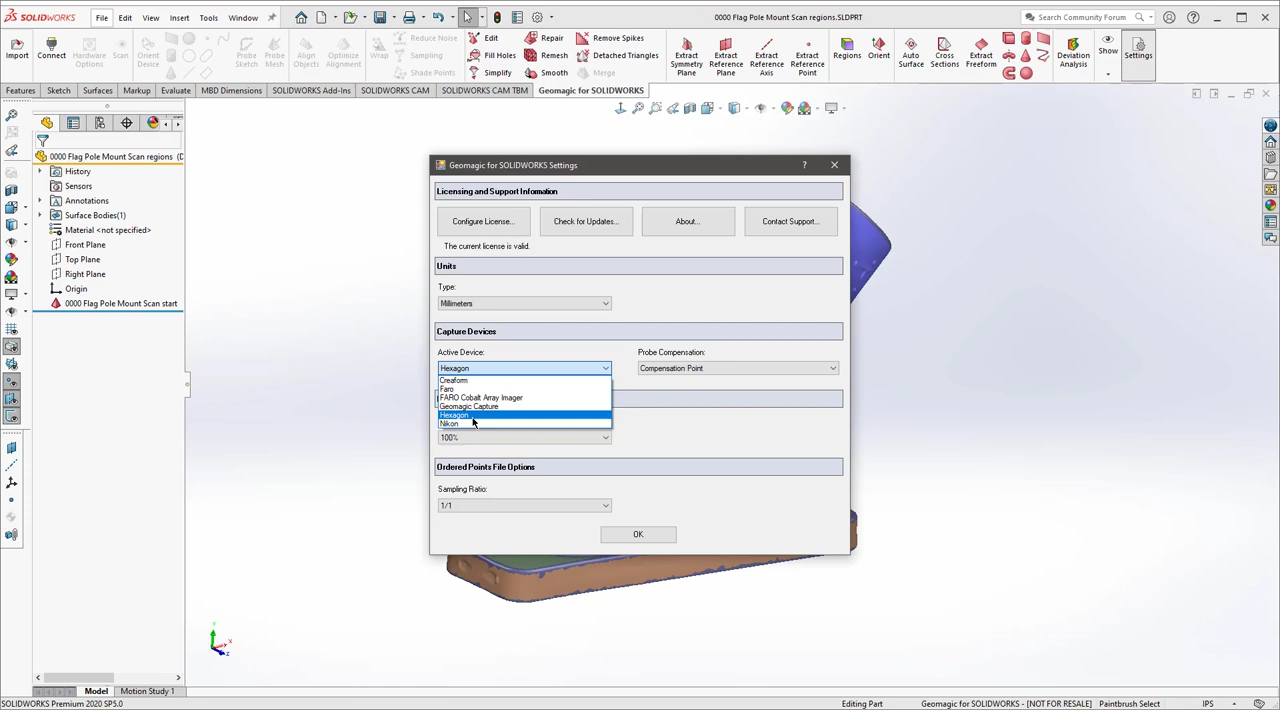 SOLIDWORKS File Edit View Insert Tools Window 0000 Flag Pole Mount Scan regions.SLDPRT Search Community Forum
Import Connect Hardware Options Scan Orient Device Probe Sketch Probe Mesh Align Objects Optimize Alignment Wrap Reduce Noise Sampling Shade Points Edit Fill Holes Simplify Repair Remesh Smooth Remove Spikes Detached Triangles Merge Extract Symmetry Plane Extract Reference Plane Extract Reference Axis Extract Reference Point Regions Orient Auto Surface Cross Sections Extract Freeform Deviation Analysis Show Settings
Features Sketch Surfaces Markup Evaluate MBD Dimensions SOLIDWORKS Add-Ins SOLIDWORKS CAM SOLIDWORKS CAM TBM Geomagic for SOLIDWORKS
0000 Flag Pole Mount Scan regions (D
History
Sensors
Annotations
Surface Bodies(1)
Material <not specified>
Front Plane
Top Plane
Right Plane
Origin
0000 Flag Pole Mount Scan start
Geomagic for SOLIDWORKS Settings ?
Licensing and Support Information
Configure License... Check for Updates... About... Contact Support...
The current license is valid.
Units
Type:
Millimeters
Capture Devices
Active Device: Probe Compensation:
Hexagon Compensation Point
Creaform
Faro
FARO Cobalt Array Imager
Geomagic Capture
Hexagon
Nikon
100%
Ordered Points File Options
Sampling Ratio:
1/1
OK
Y
X
Z
Model Motion Study 1
SOLIDWORKS Premium 2020 SP5.0 Editing Part Geomagic for SOLIDWORKS - [NOT FOR RESALE] Paintbrush Select IPS